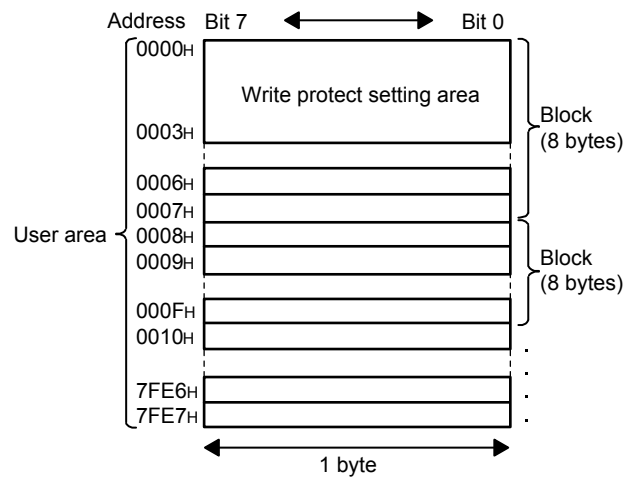 Address Bit 7 Bit 0
0000H
Write protect setting area
Block
(8 bytes)
0003H
0006H
0007H
User area
0008H
0009H
Block
(8 bytes)
000FH
0010H
7FE6H
7FE7H
1 byte